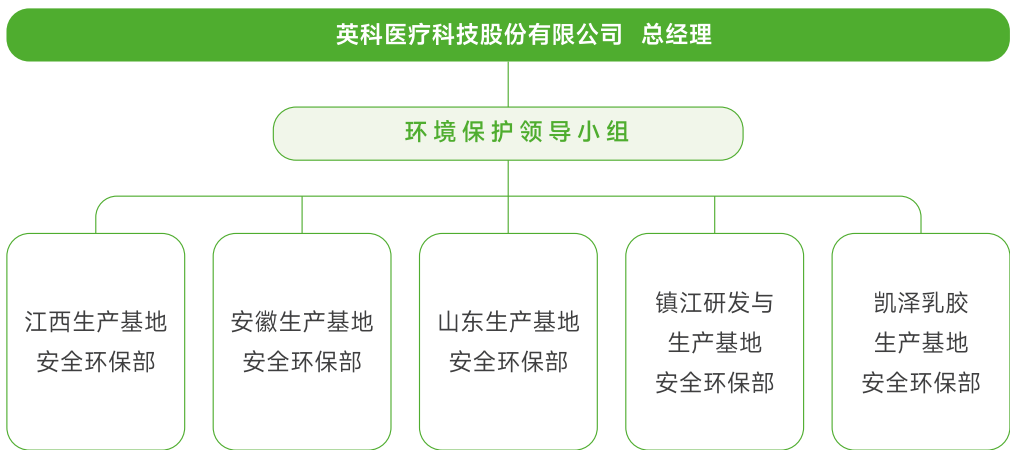 英科医疗科技股份有限公司 总经理
环境保护领导小组
江西生产基地
安全环保部
安徽生产基地
安全环保部
山东生产基地
安全环保部
镇江研发与
生产基地
安全环保部
凯泽乳胶
生产基地
安全环保部